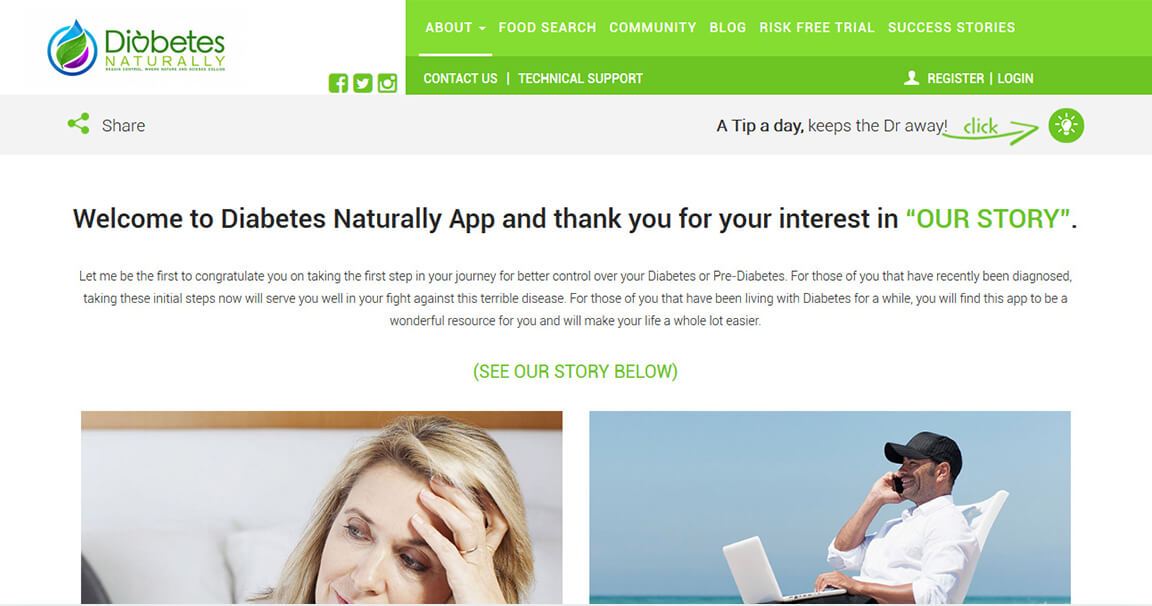 Diàbetes
NATURALLY
ABOUT
FOOD SEARCH
COMMUNITY
BLOG
RISK FREE TRIAL
SUCCESS STORIES
CONTACT US | TECHNICAL SUPPORT
REGISTER | LOGIN
Share
A Tip a day, keeps the Dr away!
click
Welcome to Diabetes Naturally App and thank you for your interest in “OUR STORY”.
Let me be the first to congratulate you on taking the first step in your journey for better control over your Diabetes or Pre-Diabetes. For those of you that have recently been diagnosed,
taking these initial steps now will serve you well in your fight against this terrible disease. For those of you that have been living with Diabetes for a while, you will find this app to be a
wonderful resource for you and will make your life a whole lot easier.
(SEE OUR STORY BELOW)